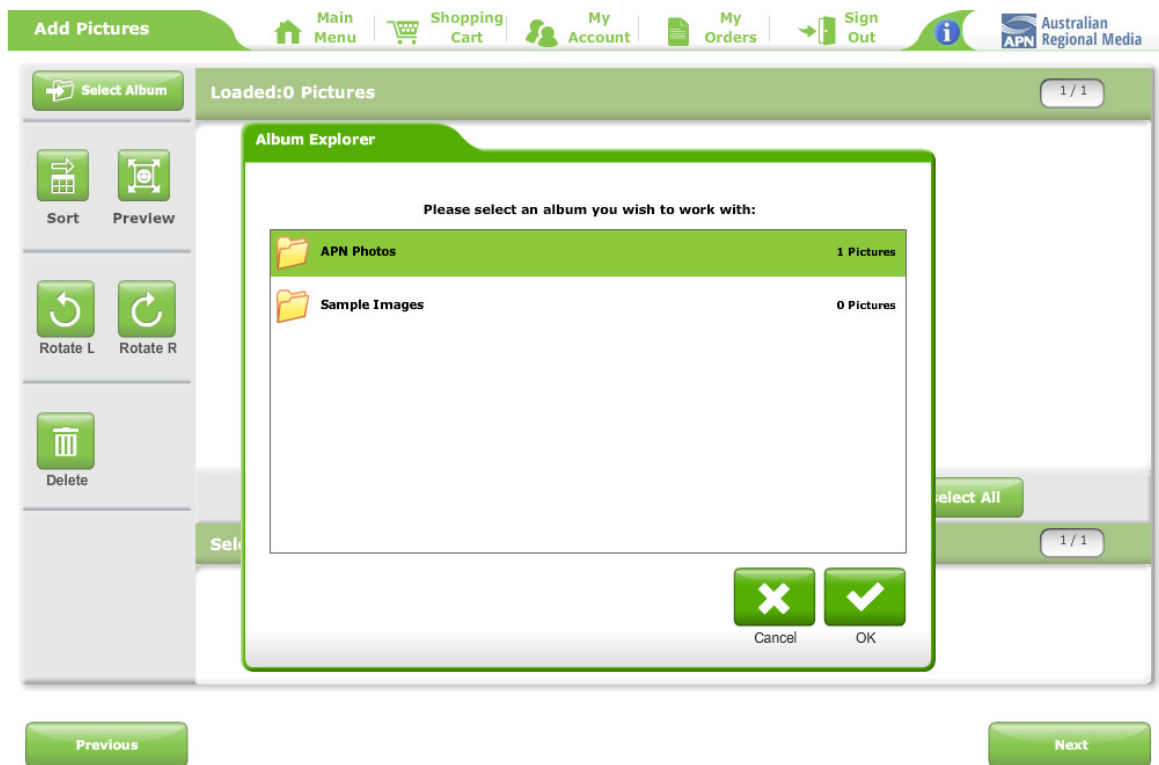 Add Pictures
Main Menu
Shopping Cart
My Account
My Orders
Sign Out
i
APN Australian Regional Media
Select Album
Loaded:0 Pictures
1 / 1
Album Explorer
Please select an album you wish to work with:
APN Photos 1 Pictures
Sample Images 0 Pictures
Sort Preview
Rotate L Rotate R
Delete
elect All
Sele
1 / 1
Cancel OK
Previous Next